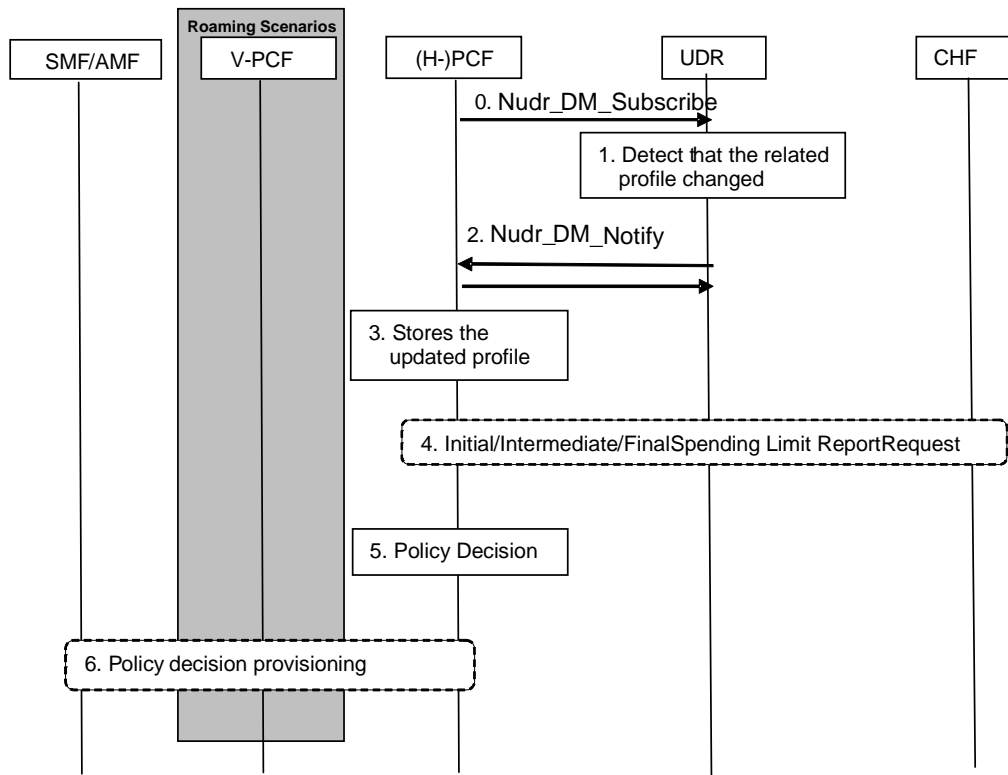 Roaming Scenarios
SMF/AMF
V-PCF
(H-)PCF
UDR
CHF
0. Nudr_DM_Subscribe
1. Detect that the related
profile changed
2. Nudr_DM_Notify
3. Stores the
updated profile
4. Initial/Intermediate/FinalSpending Limit ReportRequest
5. Policy Decision
6. Policy decision provisioning